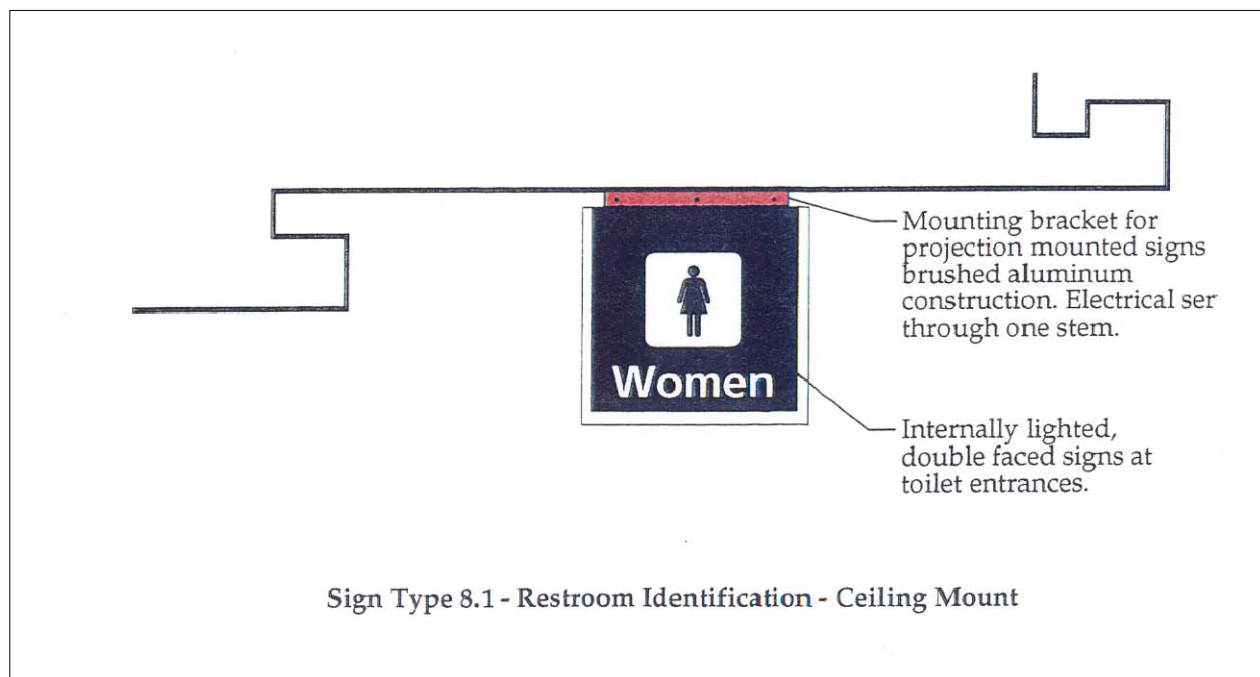 Mounting bracket for
projection mounted signs
brushed aluminum
construction. Electrical ser
through one stem.
Women
Internally lighted,
double faced signs at
toilet entrances.
Sign Type 8.1 - Restroom Identification - Ceiling Mount